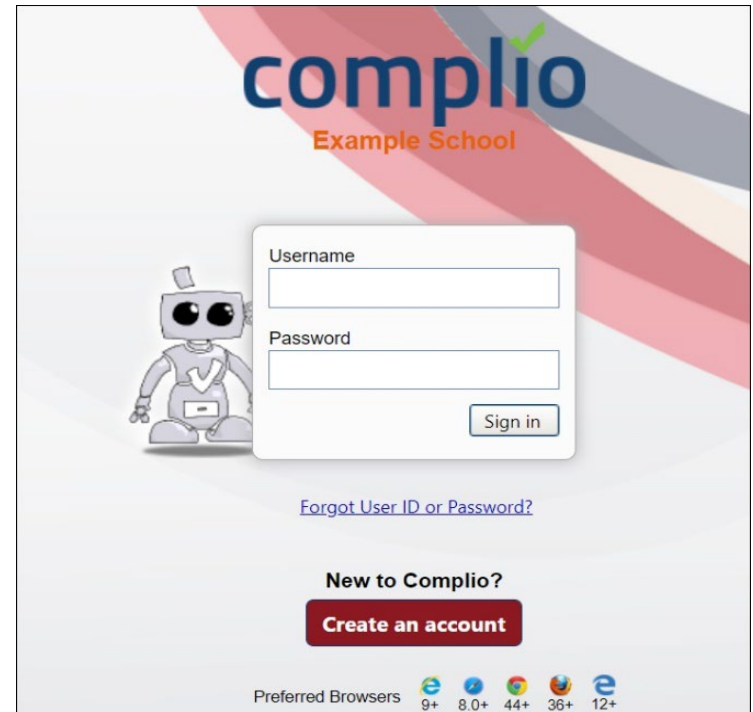 complio
Example School
Username
Password
Sign in
Forgot User ID or Password?
New to Complio?
Create an account
Preferred Browsers 9+ 8.0+ 44+ 36+ 12+